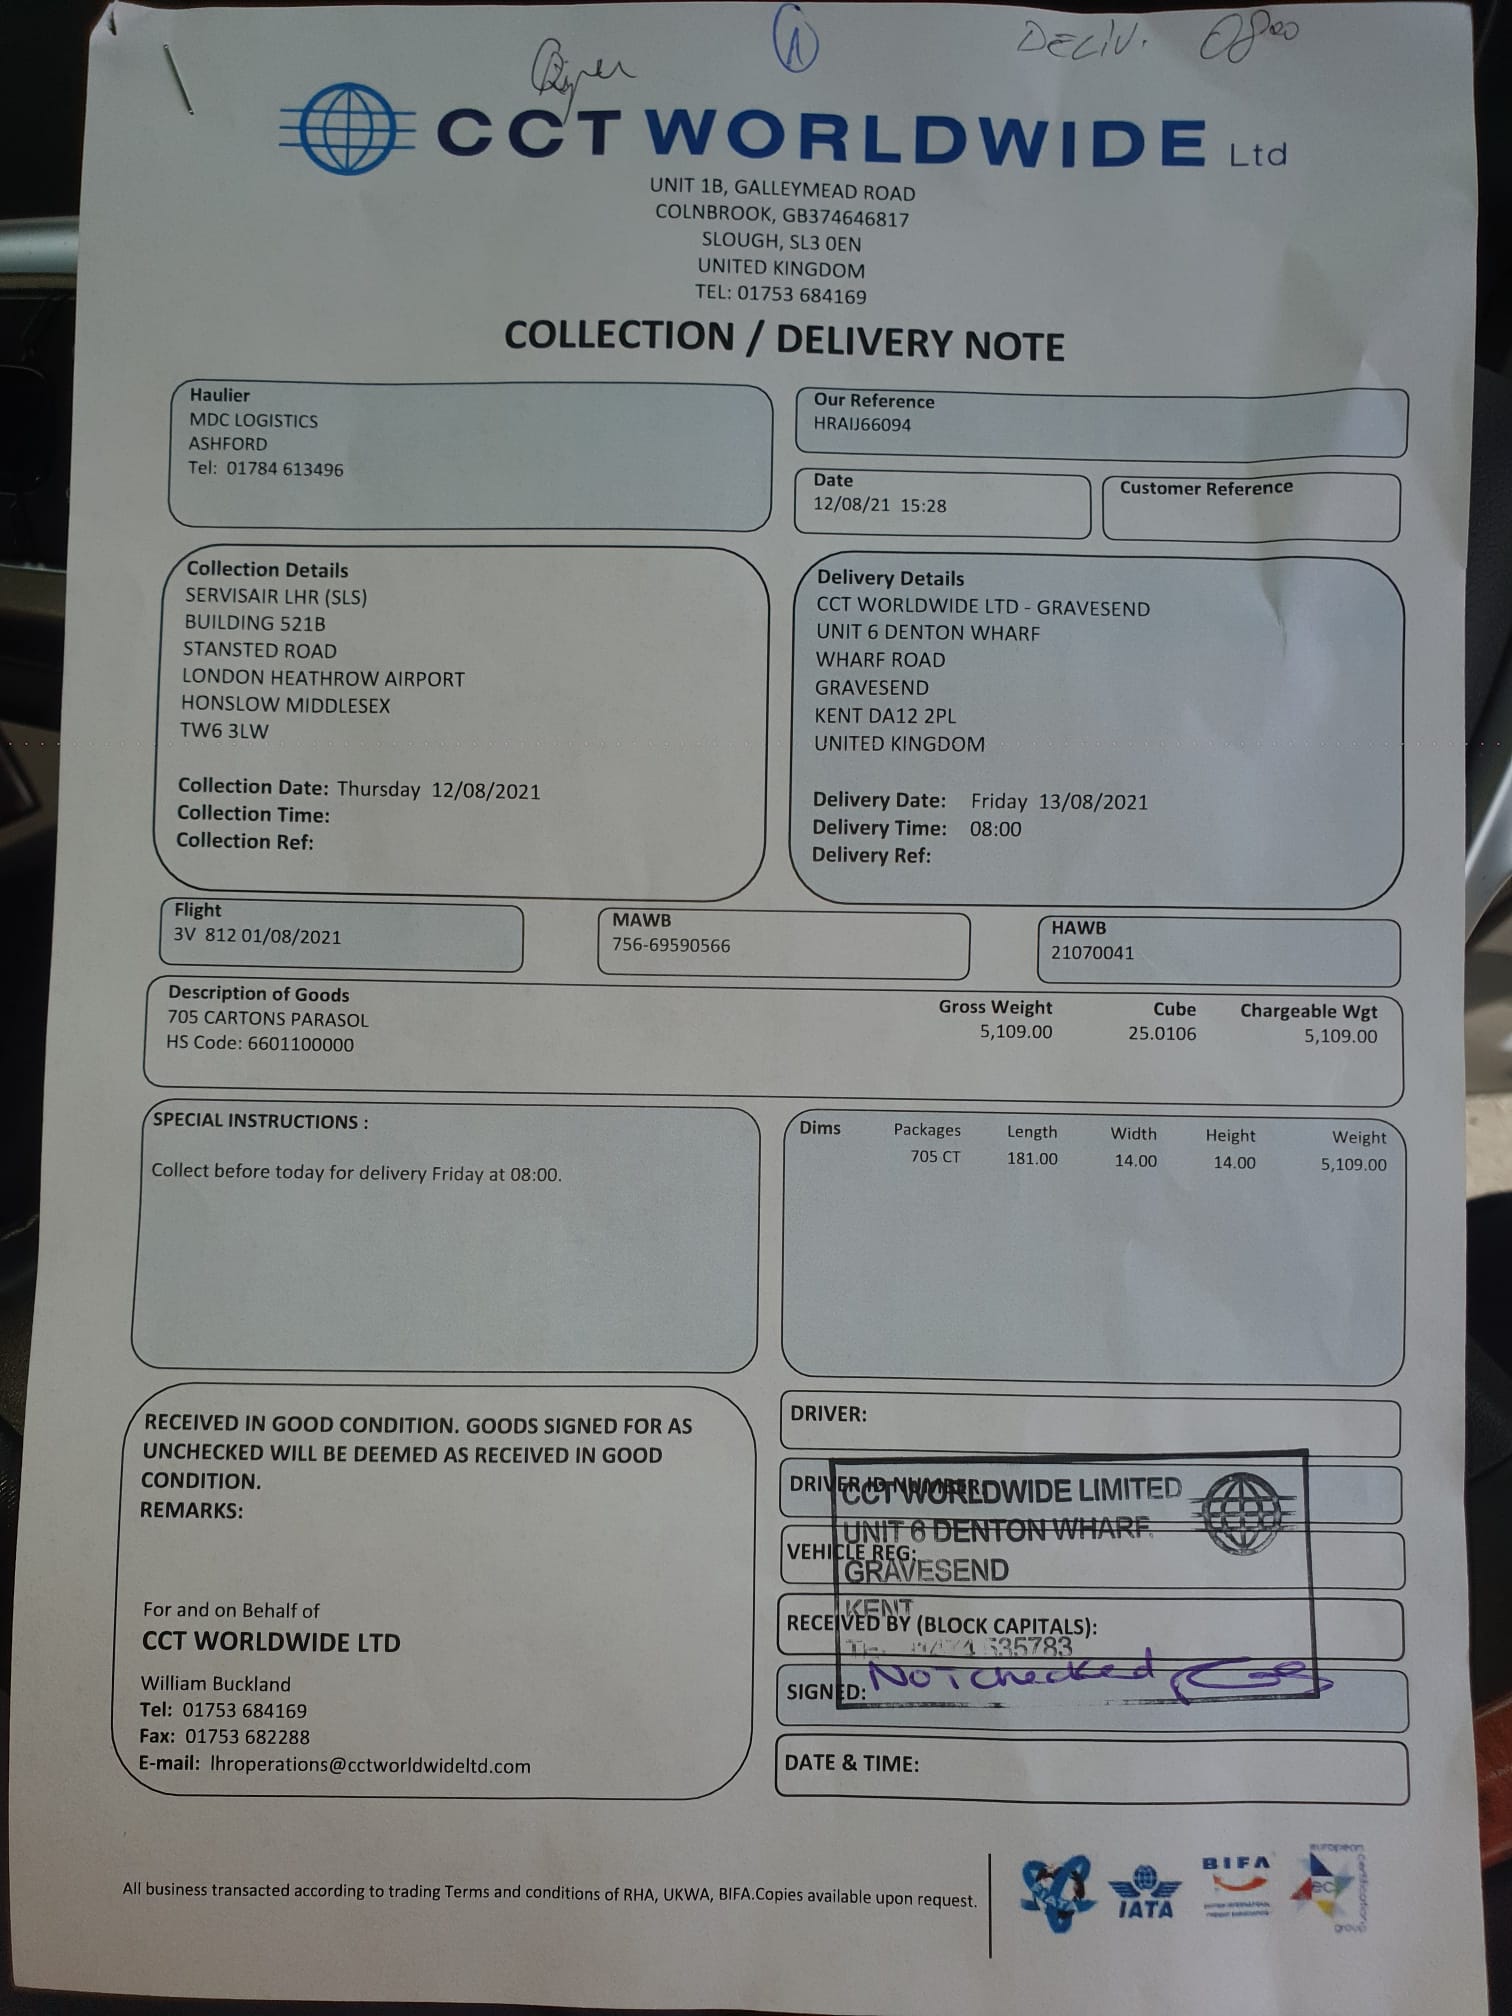 DELIV. 0800
CCT WORLDWIDE Ltd
UNIT 1B, GALLEYMEAD ROAD
COLNBROOK, GB374646817
SLOUGH, SL3 0EN
UNITED KINGDOM
TEL: 01753 684169
COLLECTION / DELIVERY NOTE
Haulier
MDC LOGISTICS
ASHFORD
Tel: 01784 613496
Our Reference
HRAIJ66094
Date
12/08/21 15:28
Customer Reference
Collection Details
SERVISAIR LHR (SLS)
BUILDING 521B
STANSTED ROAD
LONDON HEATHROW AIRPORT
HONSLOW MIDDLESEX
TW6 3LW
Collection Date: Thursday 12/08/2021
Collection Time:
Collection Ref:
Delivery Details
CCT WORLDWIDE LTD - GRAVESEND
UNIT 6 DENTON WHARF
WHARF ROAD
GRAVESEND
KENT DA12 2PL
UNITED KINGDOM
Delivery Date: Friday 13/08/2021
Delivery Time: 08:00
Delivery Ref:
Flight
3V 812 01/08/2021
MAWB
756-69590566
HAWB
21070041
Description of Goods
705 CARTONS PARASOL
HS Code: 6601100000
Gross Weight Cube Chargeable Wgt
5,109.00 25.0106 5,109.00
SPECIAL INSTRUCTIONS :
Collect before today for delivery Friday at 08:00.
Dims Packages Length Width Height Weight
705 CT 181.00 14.00 14.00 5,109.00
RECEIVED IN GOOD CONDITION. GOODS SIGNED FOR AS
UNCHECKED WILL BE DEEMED AS RECEIVED IN GOOD
CONDITION.
REMARKS:
For and on Behalf of
CCT WORLDWIDE LTD
William Buckland
Tel: 01753 684169
Fax: 01753 682288
E-mail: lhroperations@cctworldwideltd.com
DRIVER:
DRIVER ID NUMBER:
VEHICLE REG:
RECEIVED BY (BLOCK CAPITALS):
SIGNED:
DATE & TIME:
CCT WORLDWIDE LIMITED
UNIT 6 DENTON WHARF
GRAVESEND
KENT
535783
Not checked
All business transacted according to trading Terms and conditions of RHA, UKWA, BIFA.Copies available upon request.
IATA
BIFA
european
certification
group